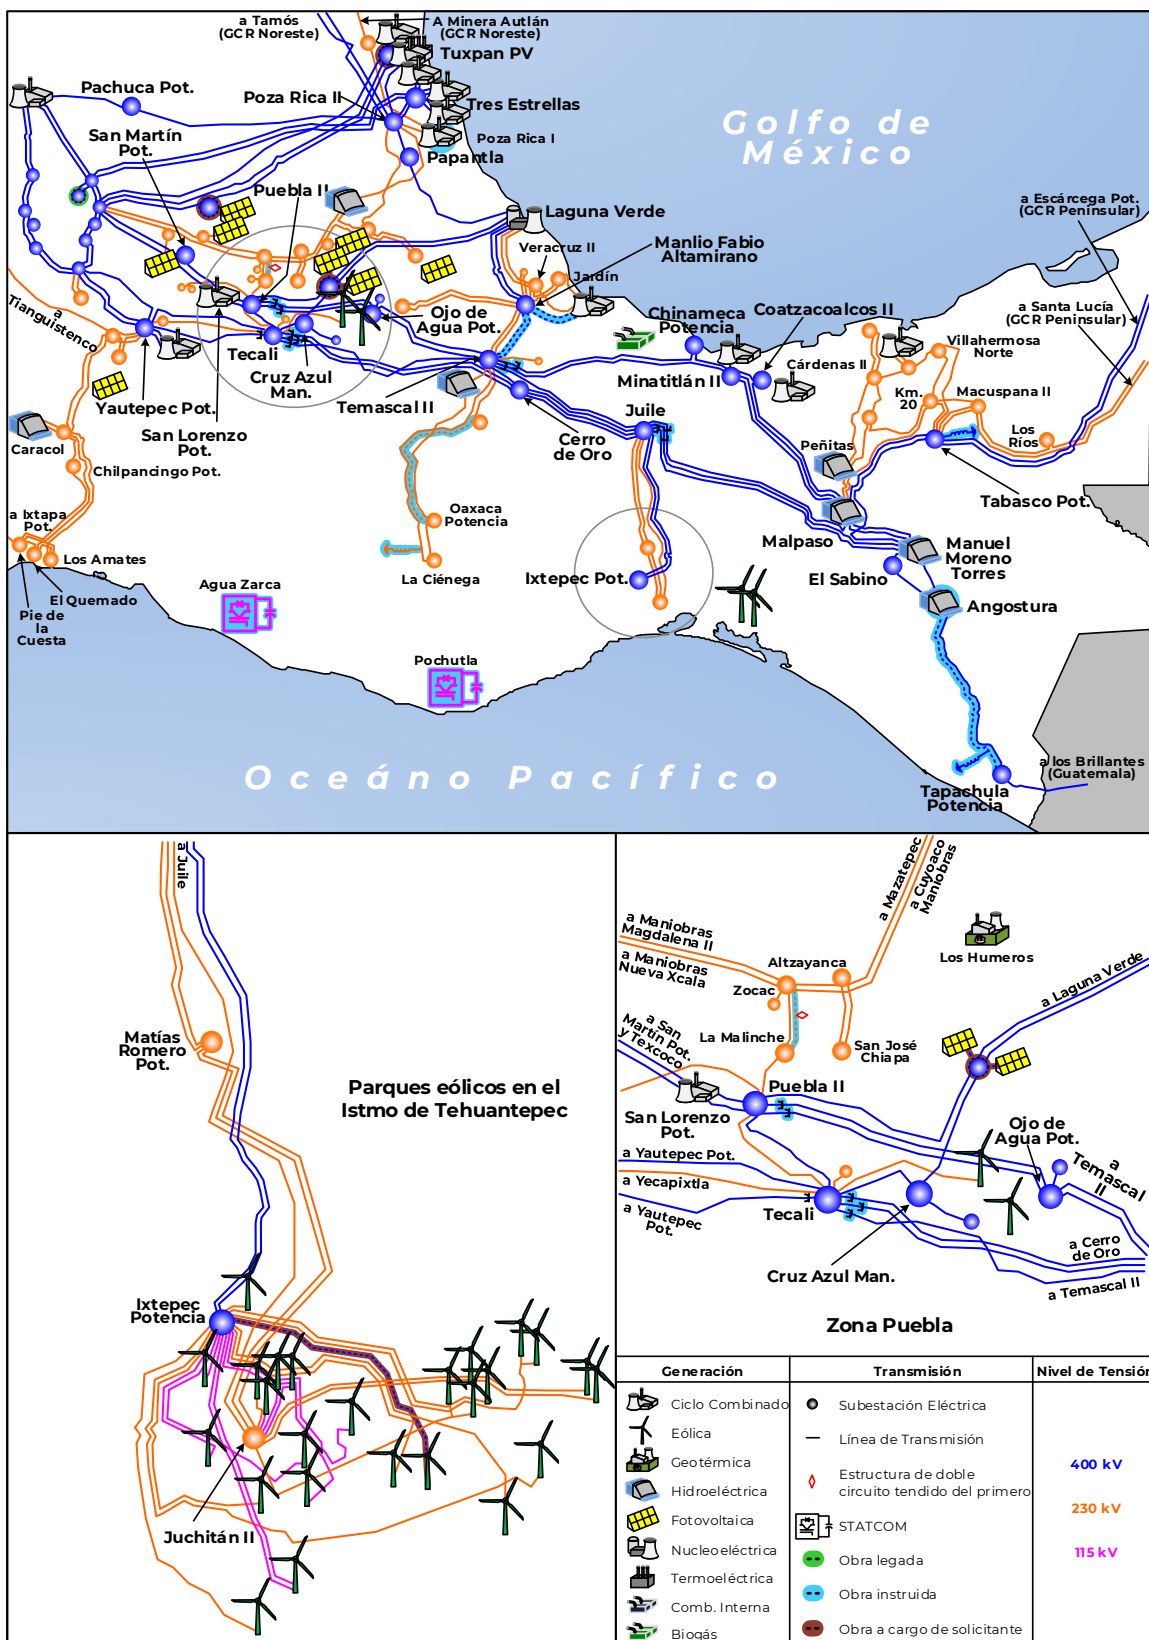 a Tamós
(GCR Noreste)
A Minera Autlán
(GCR Noreste)
Tuxpan PV
Pachuca Pot.
Poza Rica II
Tres Estrellas
San Martín
Pot.
Poza Rica I
Papantla
Golfo de
México
Puebla II
Laguna Verde
Veracruz II
Manlio Fabio
Altamirano
Jardín
a Escárcega Pot.
(GCR Peninsular)
a Santa Lucía
(GCR Peninsular)
a
Tianguistenco
Ojo de
Agua Pot.
Chinameca
Potencia
Coatzacoalcos II
Villahermosa
Norte
Tecali
Cruz Azul
Man.
Cárdenas II
Minatitlán II
Km.
20
Macuspana II
Yautepec Pot.
Temascal II
Juile
Los
Ríos
San Lorenzo
Pot.
Cerro
de Oro
Caracol
Peñitas
Chilpancingo Pot.
Tabasco Pot.
a Ixtapa
Pot.
Oaxaca
Potencia
Malpaso
Manuel
Moreno
Torres
Los Amates
La Ciénega
Ixtepec Pot.
El Sabino
Agua Zarca
El Quemado
Angostura
Pie de
la
Cuesta
Pochutla
Oceáno Pacífico
a los Brillantes
(Guatemala)
Tapachula
Potencia
a Juile
Matías
Romero
Pot.
Parques eólicos en el
Istmo de Tehuantepec
Ixtepec
Potencia
Juchitán II
a Mazatepec
a Cuyoaco
Maniobras
a Maniobras
Magdalena II
a Maniobras
Nueva Xcala
Altzayanca
Los Humeros
Zocac
a Laguna Verde
a San
Martín Pot.
y Texcoco
La Malinche
San José
Chiapa
Puebla II
San Lorenzo
Pot.
Ojo de
Agua Pot.
a
Temascal
II
a Yautepec Pot.
a Yecapixtla
a Yautepec
Pot.
Tecali
a Cerro
de Oro
Cruz Azul Man.
a Temascal II
Zona Puebla
Generación
Transmisión
Nivel de Tensión
Ciclo Combinado
Subestación Eléctrica
Eólica
Línea de Transmisión
Geotérmica
400 kV
Estructura de doble
circuito tendido del primero
Hidroeléctrica
230 kV
Fotovoltaica
STATCOM
Nucleoeléctrica
115 kV
Obra legada
Termoeléctrica
Obra instruida
Comb. Interna
Obra a cargo de solicitante
Biogás